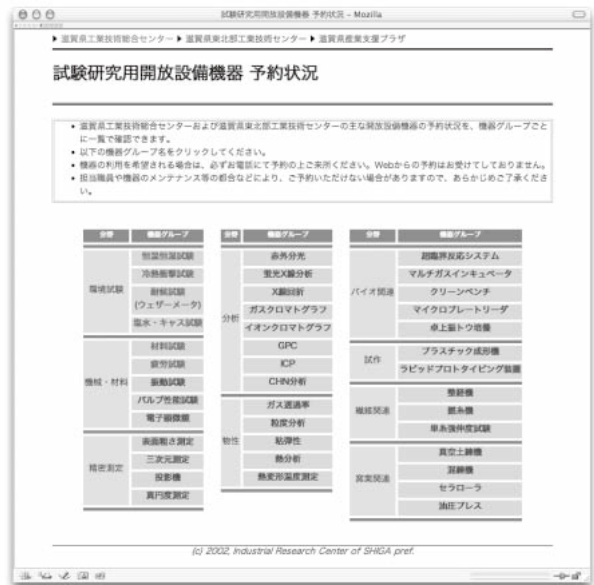 試験研究用開放設備機器 予約状況 - Mozilla
▶ 滋賀県工業技術総合センター ▶ 滋賀県東北部工業技術センター ▶ 滋賀県産業支援プラザ
試験研究用開放設備機器 予約状況
• 滋賀県工業技術総合センターおよび滋賀県東北部工業技術センターの主な開放設備機器の予約状況を、機器グループごと
に一覧で確認できます。
• 以下の機器グループ名をクリックしてください。
• 機器の利用を希望される場合は、必ずお電話にて予約の上ご来所ください。Webからの予約はお受けしておりません。
• 担当職員や機器のメンテナンス等の都合などにより、ご予約いただけない場合がありますので、あらかじめご了承くださ
い。
分野 機器グループ
環境試験
恒温恒湿試験
冷熱衝撃試験
耐候試験
(ウェザーメータ)
塩水・キャス試験
機械・材料
材料試験
疲労試験
振動試験
バルブ性能試験
電子顕微鏡
精密測定
表面粗さ測定
三次元測定
投影機
真円度測定
分野 機器グループ
分析
赤外分光
蛍光X線分析
X線回折
ガスクロマトグラフ
イオンクロマトグラフ
GPC
ICP
CHN分析
物性
ガス透過率
粒度分析
粘弾性
熱分析
熱変形温度測定
分野 機器グループ
バイオ関連
超臨界反応システム
マルチガスインキュベータ
クリーンベンチ
マイクロプレートリーダ
卓上振トウ培養
試作
プラスチック成形機
ラピッドプロトタイピング装置
繊維関連
整経機
撚糸機
単糸強伸度試験
窯業関連
真空土練機
混練機
セラローラ
油圧プレス
(c) 2002, Industrial Research Center of SHIGA pref.